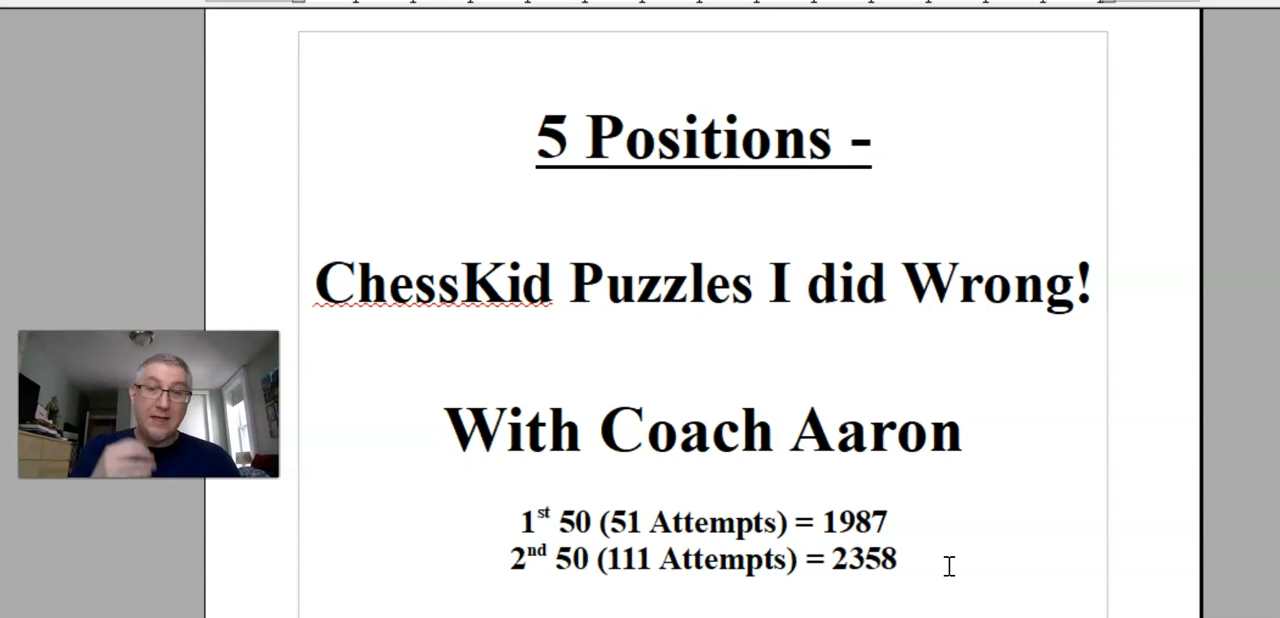 5 Positions -
ChessKid Puzzles I did Wrong!
With Coach Aaron
1st 50 (51 Attempts) = 1987
2nd 50 (111 Attempts) = 2358